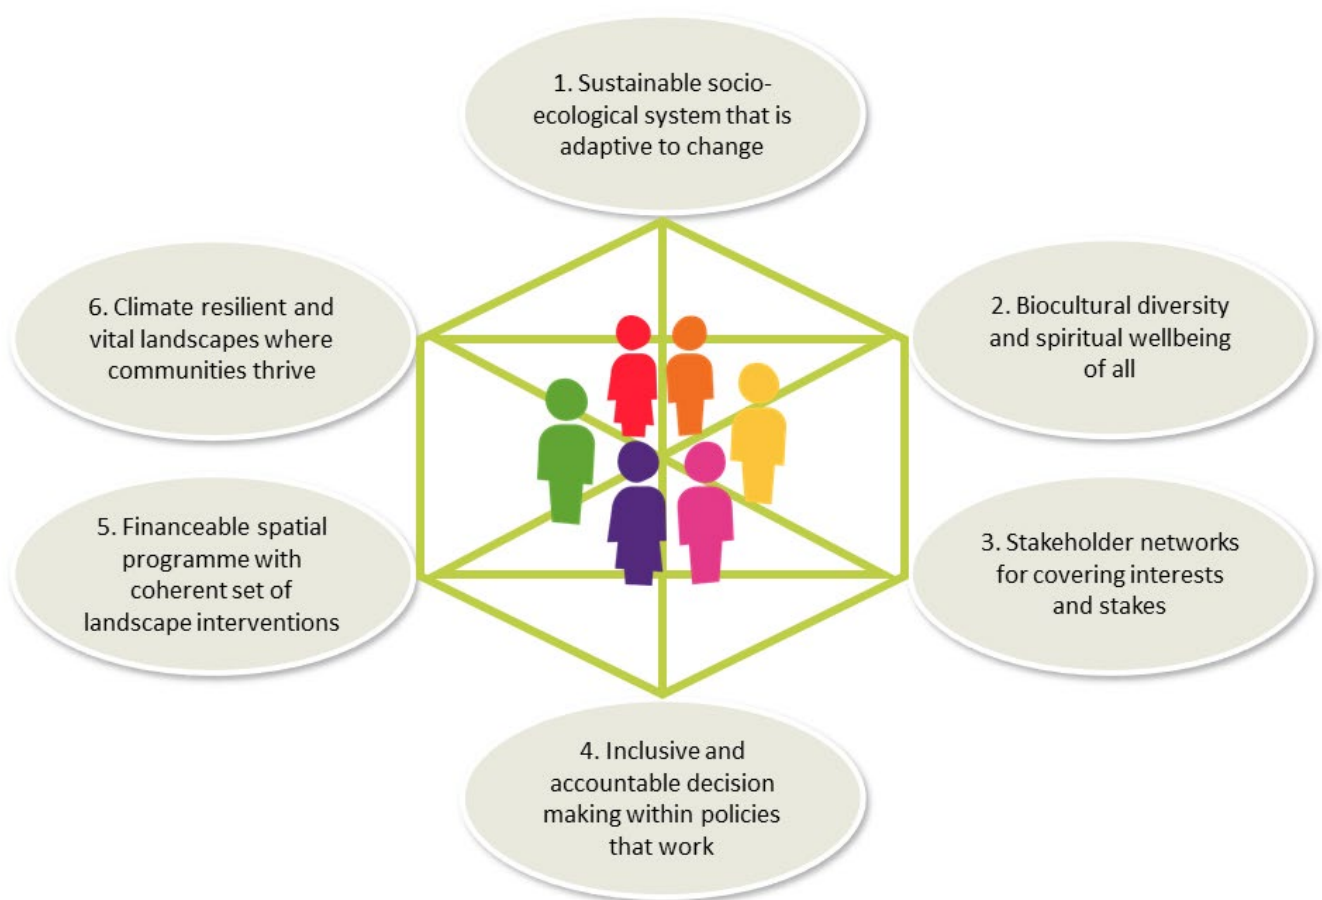 1. Sustainable socio-
ecological system that is
adaptive to change
2. Biocultural diversity
and spiritual wellbeing
of all
3. Stakeholder networks
for covering interests
and stakes
4. Inclusive and
accountable decision
making within policies
that work
5. Financeable spatial
programme with
coherent set of
landscape interventions
6. Climate resilient and
vital landscapes where
communities thrive